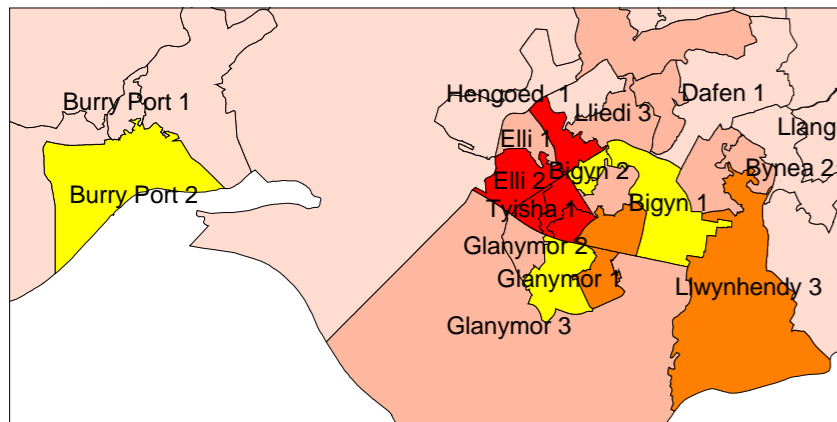 Hengoed 1
Burry Port 1
Dafen 1
Lliedi 3
Llang
Elli 1
Bynea 2
Bigyn 2
Elli 2
Burry Port 2
Bigyn 1
Tyisha 1
Glanymor 2
Glanymor 1
Llwynhendy 3
Glanymor 3